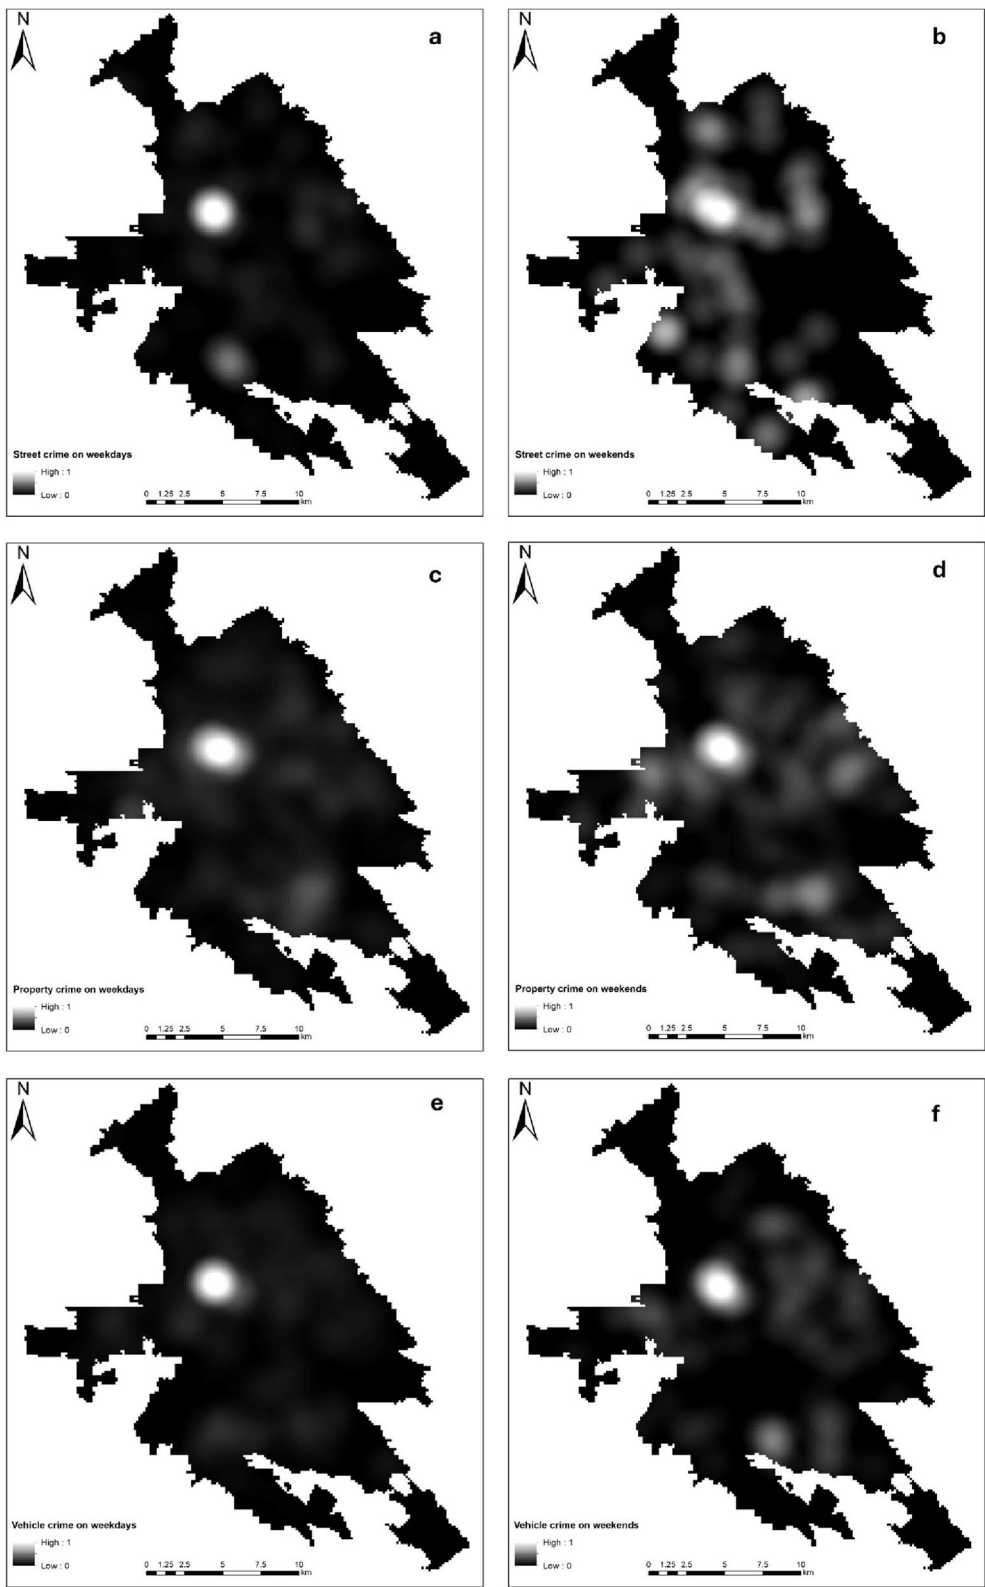 N
a
Street crime on weekdays
High : 1
Low : 0
0 1.25 2.5 5 7.5 10
km
N
b
Street crime on weekends
High : 1
Low : 0
0 1.25 2.5 5 7.5 10
km
N
c
Property crime on weekdays
High : 1
Low : 0
0 1.25 2.5 5 7.5 10
km
N
d
Property crime on weekends
High : 1
Low : 0
0 1.25 2.5 5 7.5 10
km
N
e
Vehicle crime on weekdays
High : 1
Low : 0
0 1.25 2.5 5 7.5 10
km
N
f
Vehicle crime on weekends
High : 1
Low : 0
0 1.25 2.5 5 7.5 10
km